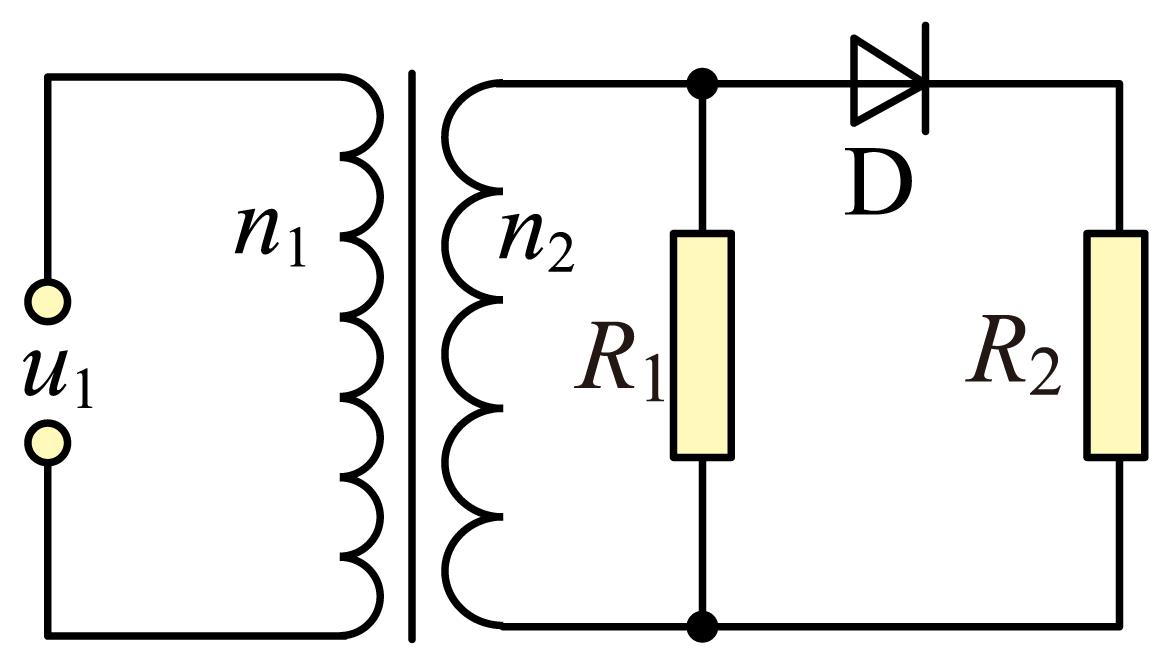 D
n₁
n₂
R₁
R₂
u₁